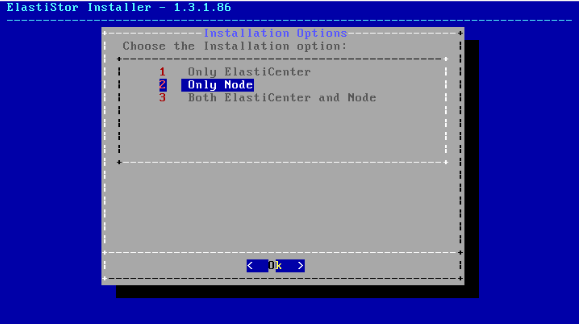 ElastiStor Installer - 1.3.1.86
Installation Options
Choose the Installation option:
1 Only ElastiCenter
2 Only Node
3 Both ElastiCenter and Node
< Ok >